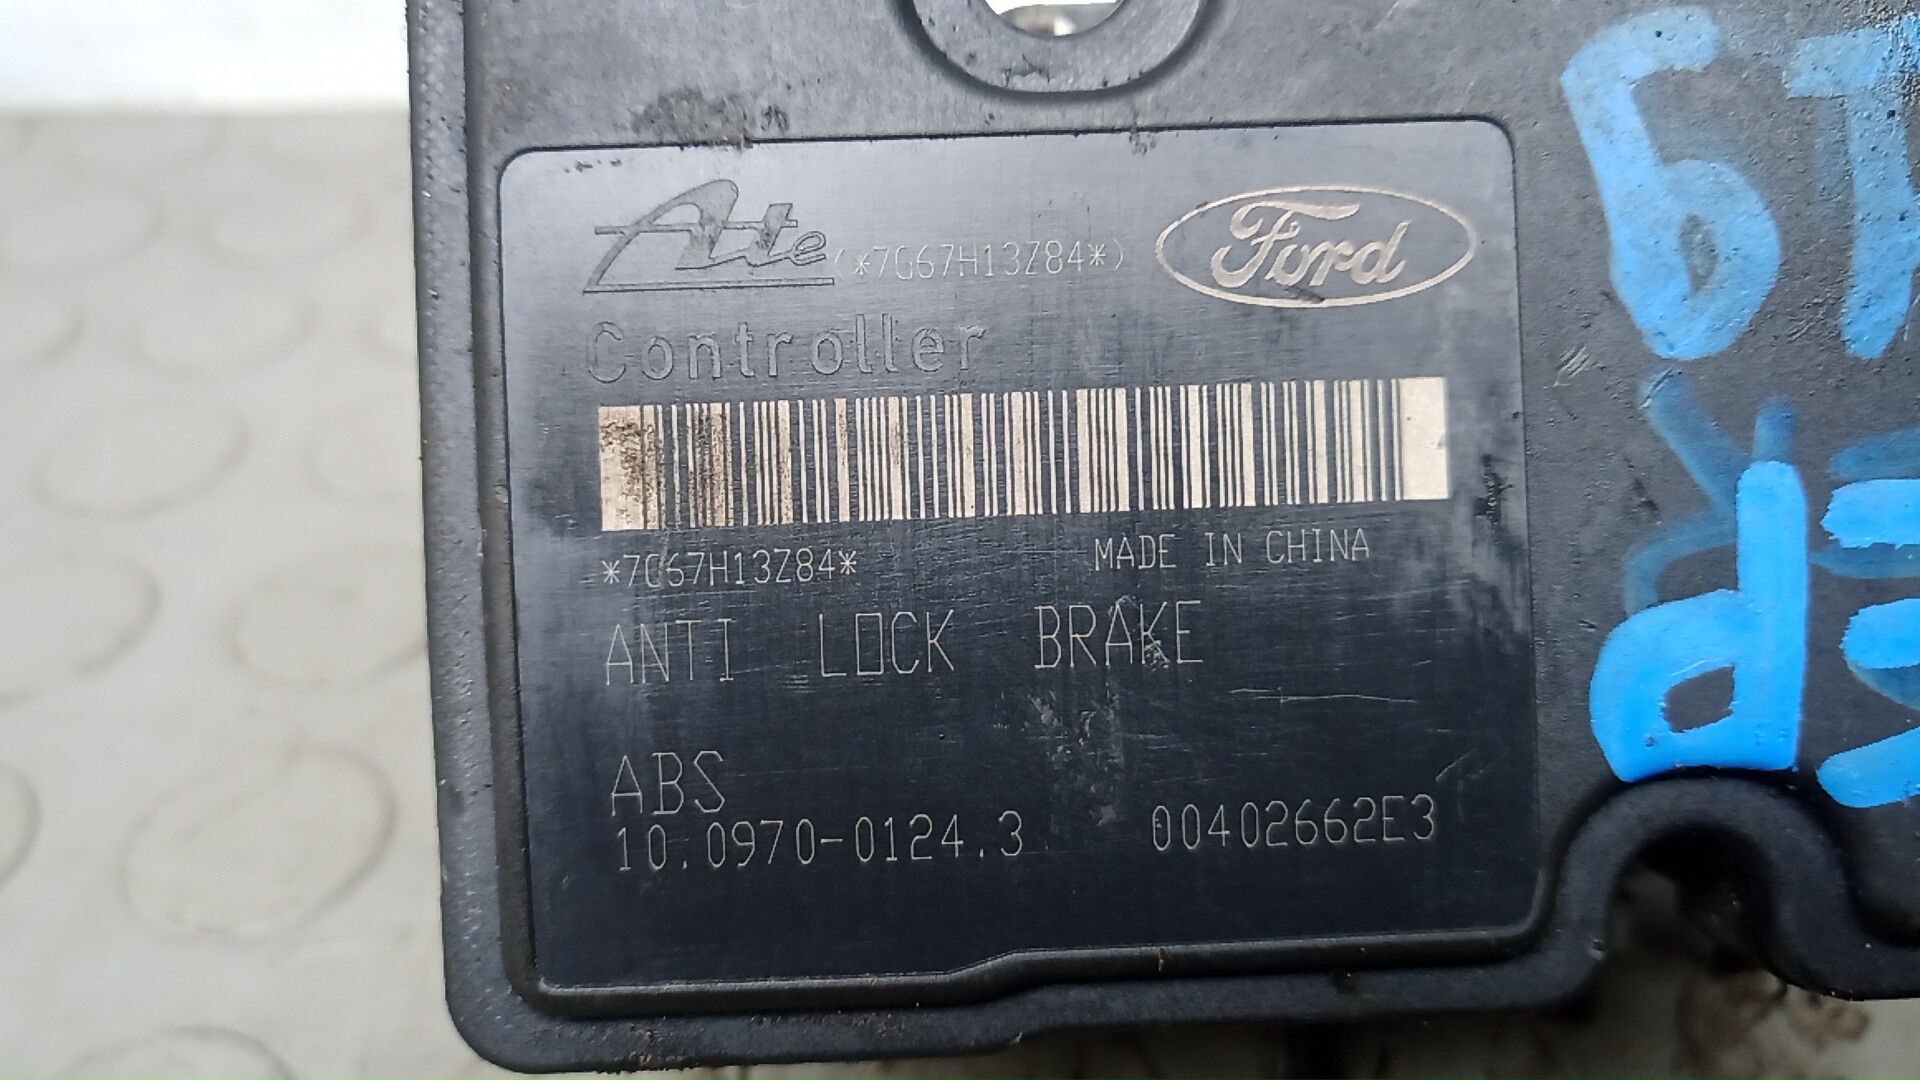 Ate (*7G67H13Z84*) Ford
Controller
*7G67H13Z84* MADE IN CHINA
ANTI LOCK BRAKE
ABS
10.0970-0124.3 00402662E3